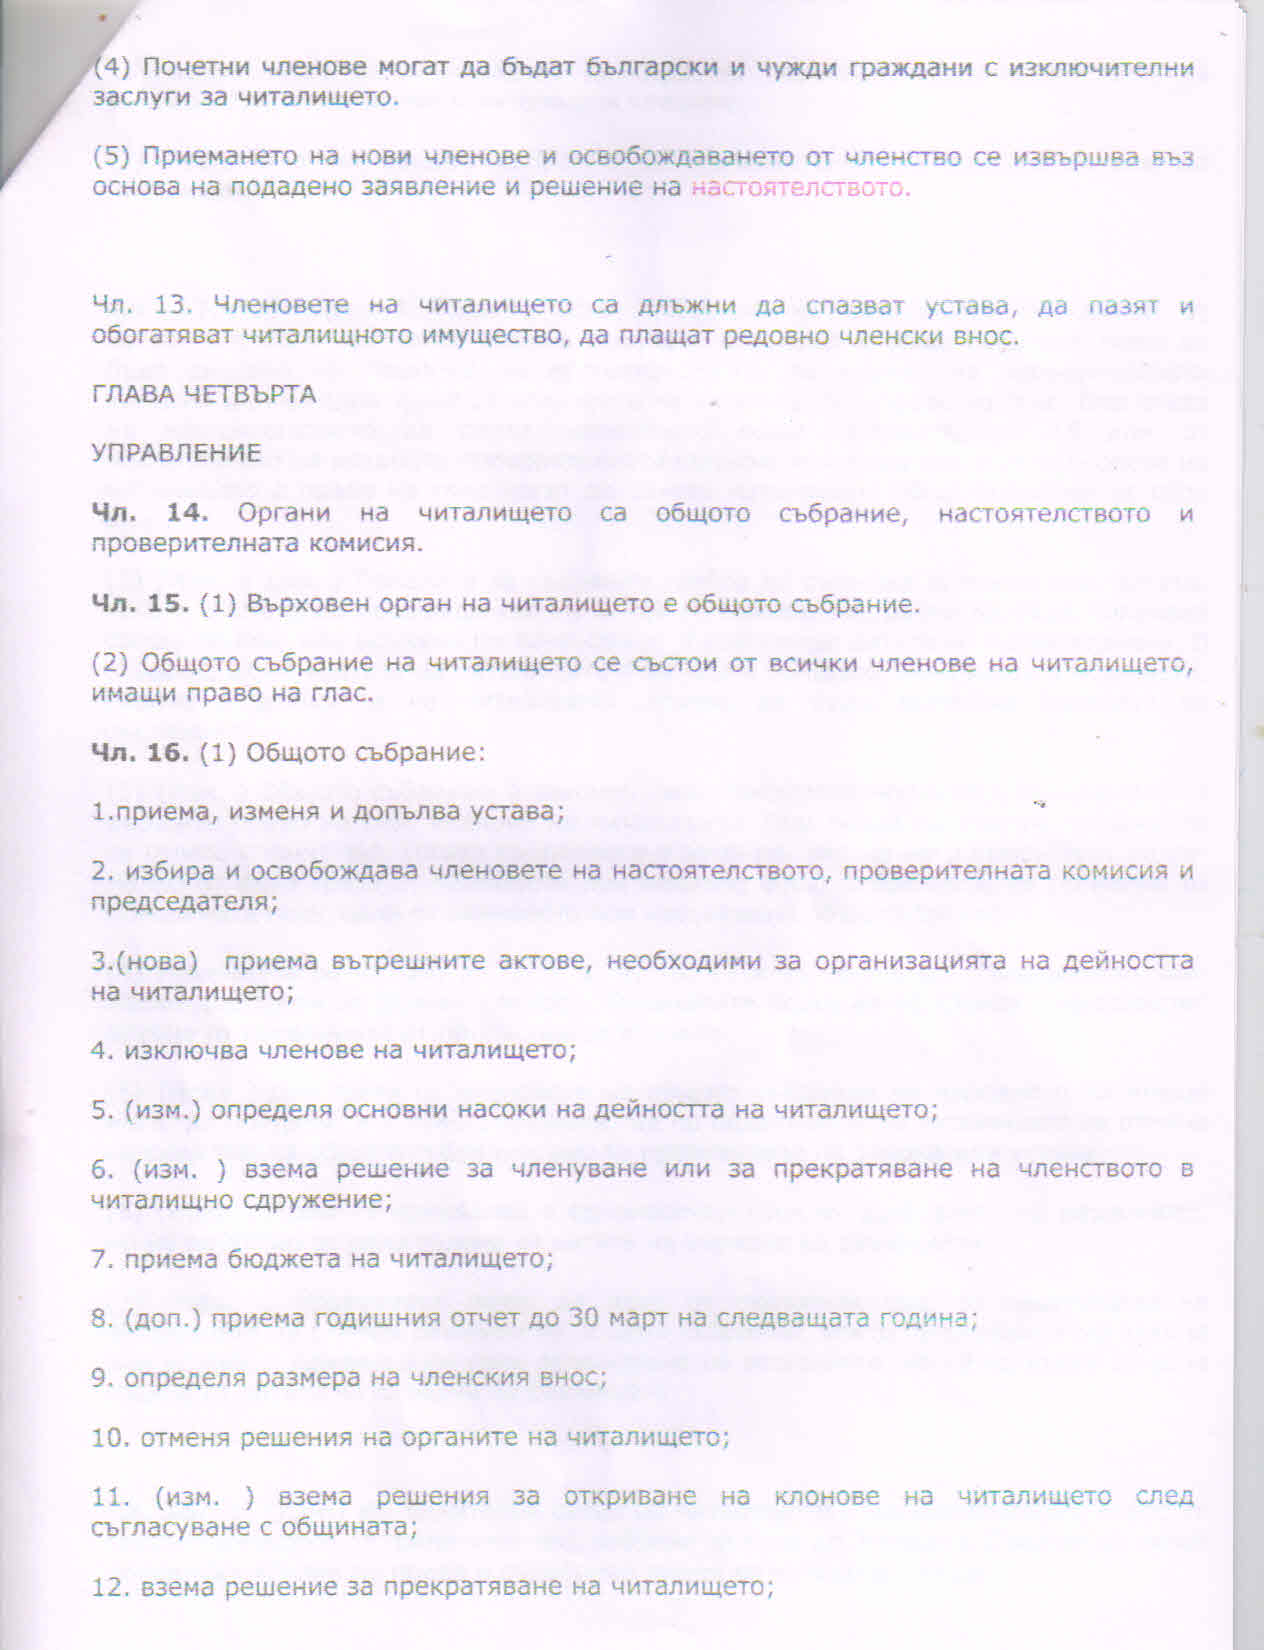 (4) Почетни членове могат да бъдат български и чужди граждани с изключителни
заслуги за читалището.
(5) Приемането на нови членове и освобождаването от членство се извършва въз
основа на подадено заявление и решение на настоятелството.
Чл. 13. Членовете на читалището са длъжни да спазват устава, да пазят и
обогатяват читалищното имущество, да плащат редовно членски внос.
ГЛАВА ЧЕТВЪРТА
УПРАВЛЕНИЕ
Чл. 14. Органи на читалището са общото събрание, настоятелството и
проверителната комисия.
Чл. 15. (1) Върховен орган на читалището е общото събрание.
(2) Общото събрание на читалището се състои от всички членове на читалището,
имащи право на глас.
Чл. 16. (1) Общото събрание:
1.приема, изменя и допълва устава;
2. избира и освобождава членовете на настоятелството, проверителната комисия и
председателя;
3.(нова) приема вътрешните актове, необходими за организацията на дейността
на читалището;
4. изключва членове на читалището;
5. (изм.) определя основни насоки на дейността на читалището;
6. (изм. ) взема решение за членуване или за прекратяване на членството в
читалищно сдружение;
7. приема бюджета на читалището;
8. (доп.) приема годишния отчет до 30 март на следващата година;
9. определя размера на членския внос;
10. отменя решения на органите на читалището;
11. (изм. ) взема решения за откриване на клонове на читалището след
съгласуване с общината;
12. взема решение за прекратяване на читалището;